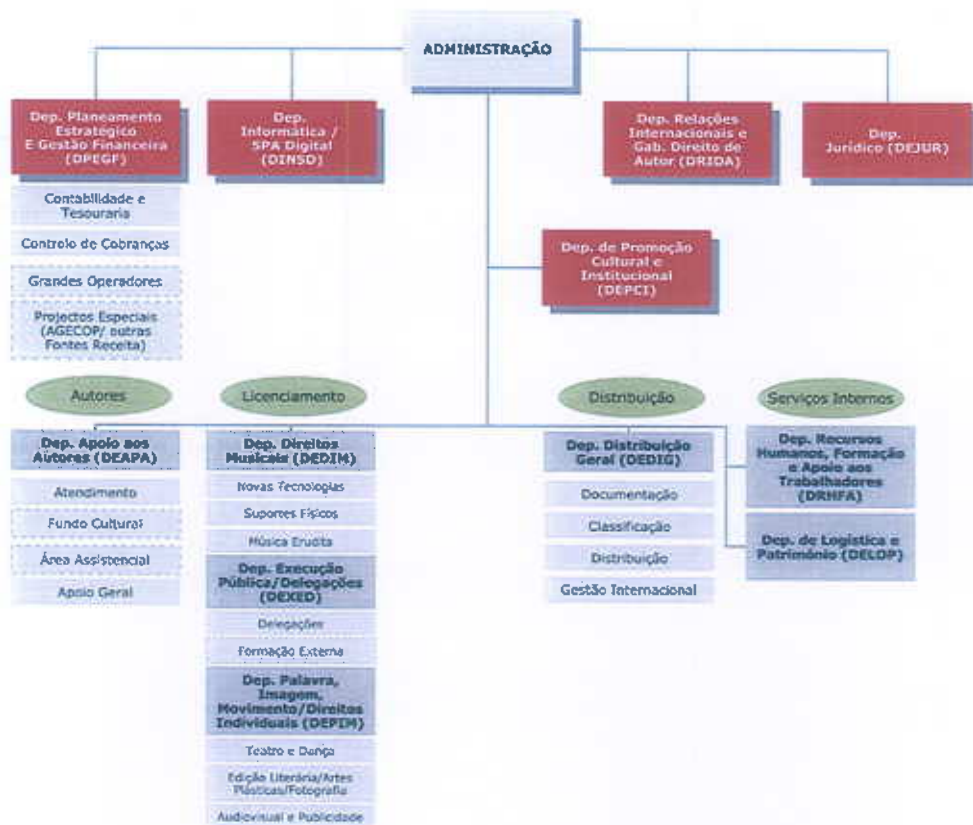 ADMINISTRAÇÃO
Dep. Planeamento
Estratégico
E Gestão Financeira
(DPEGF)
Dep.
Informática /
SPA Digital
(DINSD)
Dep. Relações
Internacionais e
Gab. Direito de
Autor (DRIDA)
Dep.
Jurídico (DEJUR)
Contabilidade e
Tesouraria
Controlo de Cobranças
Grandes Operadores
Projectos Especiais
(AGECOP/ outras
Fontes Receita)
Dep. de Promoção
Cultural e
Institucional
(DEPCI)
Autores
Dep. Apoio aos
Autores (DEAPA)
Atendimento
Fundo Cultural
Área Assistencial
Apoio Geral
Licenciamento
Dep. Direitos
Musicais (DEDIM)
Novas Tecnologias
Suportes Físicos
Música Erudita
Dep. Execução
Pública/Delegações
(DEXED)
Delegações
Formação Externa
Dep. Palavra,
Imagem,
Movimento/Direitos
Individuais (DEPIM)
Teatro e Dança
Edição Literária/Artes
Plásticas/Fotografia
Audiovisual e Publicidade
Distribuição
Dep. Distribuição
Geral (DEDIG)
Documentação
Classificação
Distribuição
Gestão Internacional
Serviços Internos
Dep. Recursos
Humanos, Formação
e Apoio aos
Trabalhadores
(DRHFA)
Dep. de Logística e
Património (DELOP)